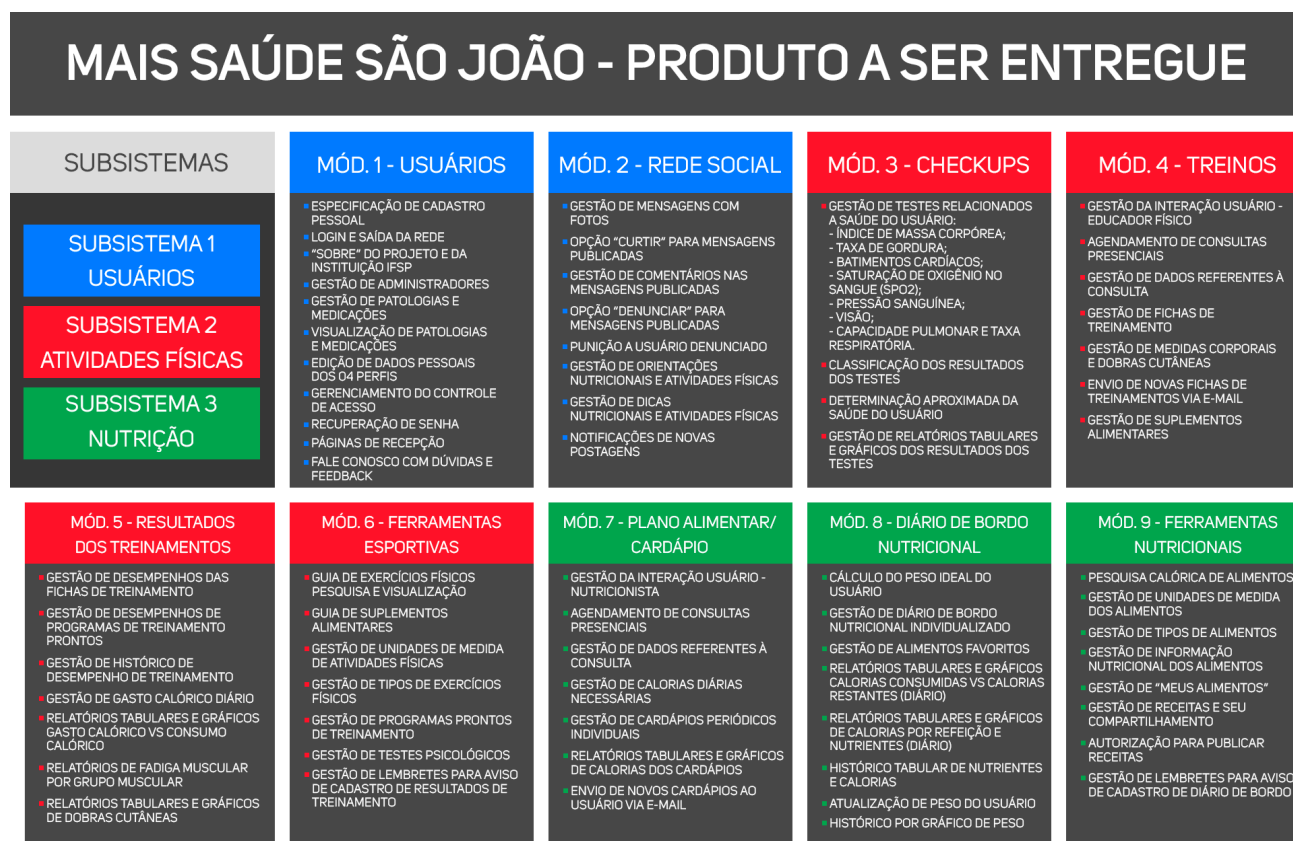 MAIS SAÚDE SÃO JOÃO - PRODUTO A SER ENTREGUE
SUBSISTEMAS
SUBSISTEMA 1
USUÁRIOS
SUBSISTEMA 2
ATIVIDADES FÍSICAS
SUBSISTEMA 3
NUTRIÇÃO
MÓD. 1 - USUÁRIOS
ESPECIFICAÇÃO DE CADASTRO
PESSOAL
LOGIN E SAÍDA DA REDE
“SOBRE” DO PROJETO E DA
INSTITUIÇÃO IFSP
GESTÃO DE ADMINISTRADORES
GESTÃO DE PATOLOGIAS E
MEDICAÇÕES
VISUALIZAÇÃO DE PATOLOGIAS
E MEDICAÇÕES
EDIÇÃO DE DADOS PESSOAIS
DOS 04 PERFIS
GERENCIAMENTO DO CONTROLE
DE ACESSO
RECUPERAÇÃO DE SENHA
PÁGINAS DE RECEPÇÃO
FALE CONOSCO COM DÚVIDAS E
FEEDBACK
MÓD. 2 - REDE SOCIAL
GESTÃO DE MENSAGENS COM
FOTOS
OPÇÃO “CURTIR” PARA MENSAGENS
PUBLICADAS
GESTÃO DE COMENTÁRIOS NAS
MENSAGENS PUBLICADAS
OPÇÃO “DENUNCIAR” PARA
MENSAGENS PUBLICADAS
PUNIÇÃO A USUÁRIO DENUNCIADO
GESTÃO DE ORIENTAÇÕES
NUTRICIONAIS E ATIVIDADES FÍSICAS
GESTÃO DE DICAS
NUTRICIONAIS E ATIVIDADES FÍSICAS
NOTIFICAÇÕES DE NOVAS
POSTAGENS
MÓD. 3 - CHECKUPS
GESTÃO DE TESTES RELACIONADOS
A SAÚDE DO USUÁRIO:
- ÍNDICE DE MASSA CORPÓREA;
- TAXA DE GORDURA;
- BATIMENTOS CARDÍACOS;
- SATURAÇÃO DE OXIGÊNIO NO
SANGUE (SPO2);
- PRESSÃO SANGUÍNEA;
- VISÃO;
- CAPACIDADE PULMONAR E TAXA
RESPIRATÓRIA.
CLASSIFICAÇÃO DOS RESULTADOS
DOS TESTES
DETERMINAÇÃO APROXIMADA DA
SAÚDE DO USUÁRIO
GESTÃO DE RELATÓRIOS TABULARES
E GRÁFICOS DOS RESULTADOS DOS
TESTES
MÓD. 4 - TREINOS
GESTÃO DA INTERAÇÃO USUÁRIO -
EDUCADOR FÍSICO
AGENDAMENTO DE CONSULTAS
PRESENCIAIS
GESTÃO DE DADOS REFERENTES À
CONSULTA
GESTÃO DE FICHAS DE
TREINAMENTO
GESTÃO DE MEDIDAS CORPORAIS
E DOBRAS CUTÂNEAS
ENVIO DE NOVAS FICHAS DE
TREINAMENTOS VIA E-MAIL
GESTÃO DE SUPLEMENTOS
ALIMENTARES
MÓD. 5 - RESULTADOS
DOS TREINAMENTOS
GESTÃO DE DESEMPENHOS DAS
FICHAS DE TREINAMENTO
GESTÃO DE DESEMPENHOS DE
PROGRAMAS DE TREINAMENTO
PRONTOS
GESTÃO DE HISTÓRICO DE
DESEMPENHO DE TREINAMENTO
GESTÃO DE GASTO CALÓRICO DIÁRIO
RELATÓRIOS TABULARES E GRÁFICOS
GASTO CALÓRICO VS CONSUMO
CALÓRICO
RELATÓRIOS DE FADIGA MUSCULAR
POR GRUPO MUSCULAR
RELATÓRIOS TABULARES E GRÁFICOS
DE DOBRAS CUTÂNEAS
MÓD. 6 - FERRAMENTAS
ESPORTIVAS
GUIA DE EXERCÍCIOS FÍSICOS
PESQUISA E VISUALIZAÇÃO
GUIA DE SUPLEMENTOS
ALIMENTARES
GESTÃO DE UNIDADES DE MEDIDA
DE ATIVIDADES FÍSICAS
GESTÃO DE TIPOS DE EXERCÍCIOS
FÍSICOS
GESTÃO DE PROGRAMAS PRONTOS
DE TREINAMENTO
GESTÃO DE TESTES PSICOLÓGICOS
GESTÃO DE LEMBRETES PARA AVISO
DE CADASTRO DE RESULTADOS DE
TREINAMENTO
MÓD. 7 - PLANO ALIMENTAR/
CARDÁPIO
GESTÃO DA INTERAÇÃO USUÁRIO -
NUTRICIONISTA
AGENDAMENTO DE CONSULTAS
PRESENCIAIS
GESTÃO DE DADOS REFERENTES À
CONSULTA
GESTÃO DE CALORIAS DIÁRIAS
NECESSÁRIAS
GESTÃO DE CARDÁPIOS PERIÓDICOS
INDIVIDUAIS
RELATÓRIOS TABULARES E GRÁFICOS
DE CALORIAS DOS CARDÁPIOS
ENVIO DE NOVOS CARDÁPIOS AO
USUÁRIO VIA E-MAIL
MÓD. 8 - DIÁRIO DE BORDO
NUTRICIONAL
CÁLCULO DO PESO IDEAL DO
USUÁRIO
GESTÃO DE DIÁRIO DE BORDO
NUTRICIONAL INDIVIDUALIZADO
GESTÃO DE ALIMENTOS FAVORITOS
RELATÓRIOS TABULARES E GRÁFICOS
CALORIAS CONSUMIDAS VS CALORIAS
RESTANTES (DIÁRIO)
RELATÓRIOS TABULARES E GRÁFICOS
DE CALORIAS POR REFEIÇÃO E
NUTRIENTES (DIÁRIO)
HISTÓRICO TABULAR DE NUTRIENTES
E CALORIAS
ATUALIZAÇÃO DE PESO DO USUÁRIO
HISTÓRICO POR GRÁFICO DE PESO
MÓD. 9 - FERRAMENTAS
NUTRICIONAIS
PESQUISA CALÓRICA DE ALIMENTOS
GESTÃO DE UNIDADES DE MEDIDA
DOS ALIMENTOS
GESTÃO DE TIPOS DE ALIMENTOS
GESTÃO DE INFORMAÇÃO
NUTRICIONAL DOS ALIMENTOS
GESTÃO DE “MEUS ALIMENTOS”
GESTÃO DE RECEITAS E SEU
COMPARTILHAMENTO
AUTORIZAÇÃO PARA PUBLICAR
RECEITAS
GESTÃO DE LEMBRETES PARA AVISO
DE CADASTRO DE DIÁRIO DE BORDO